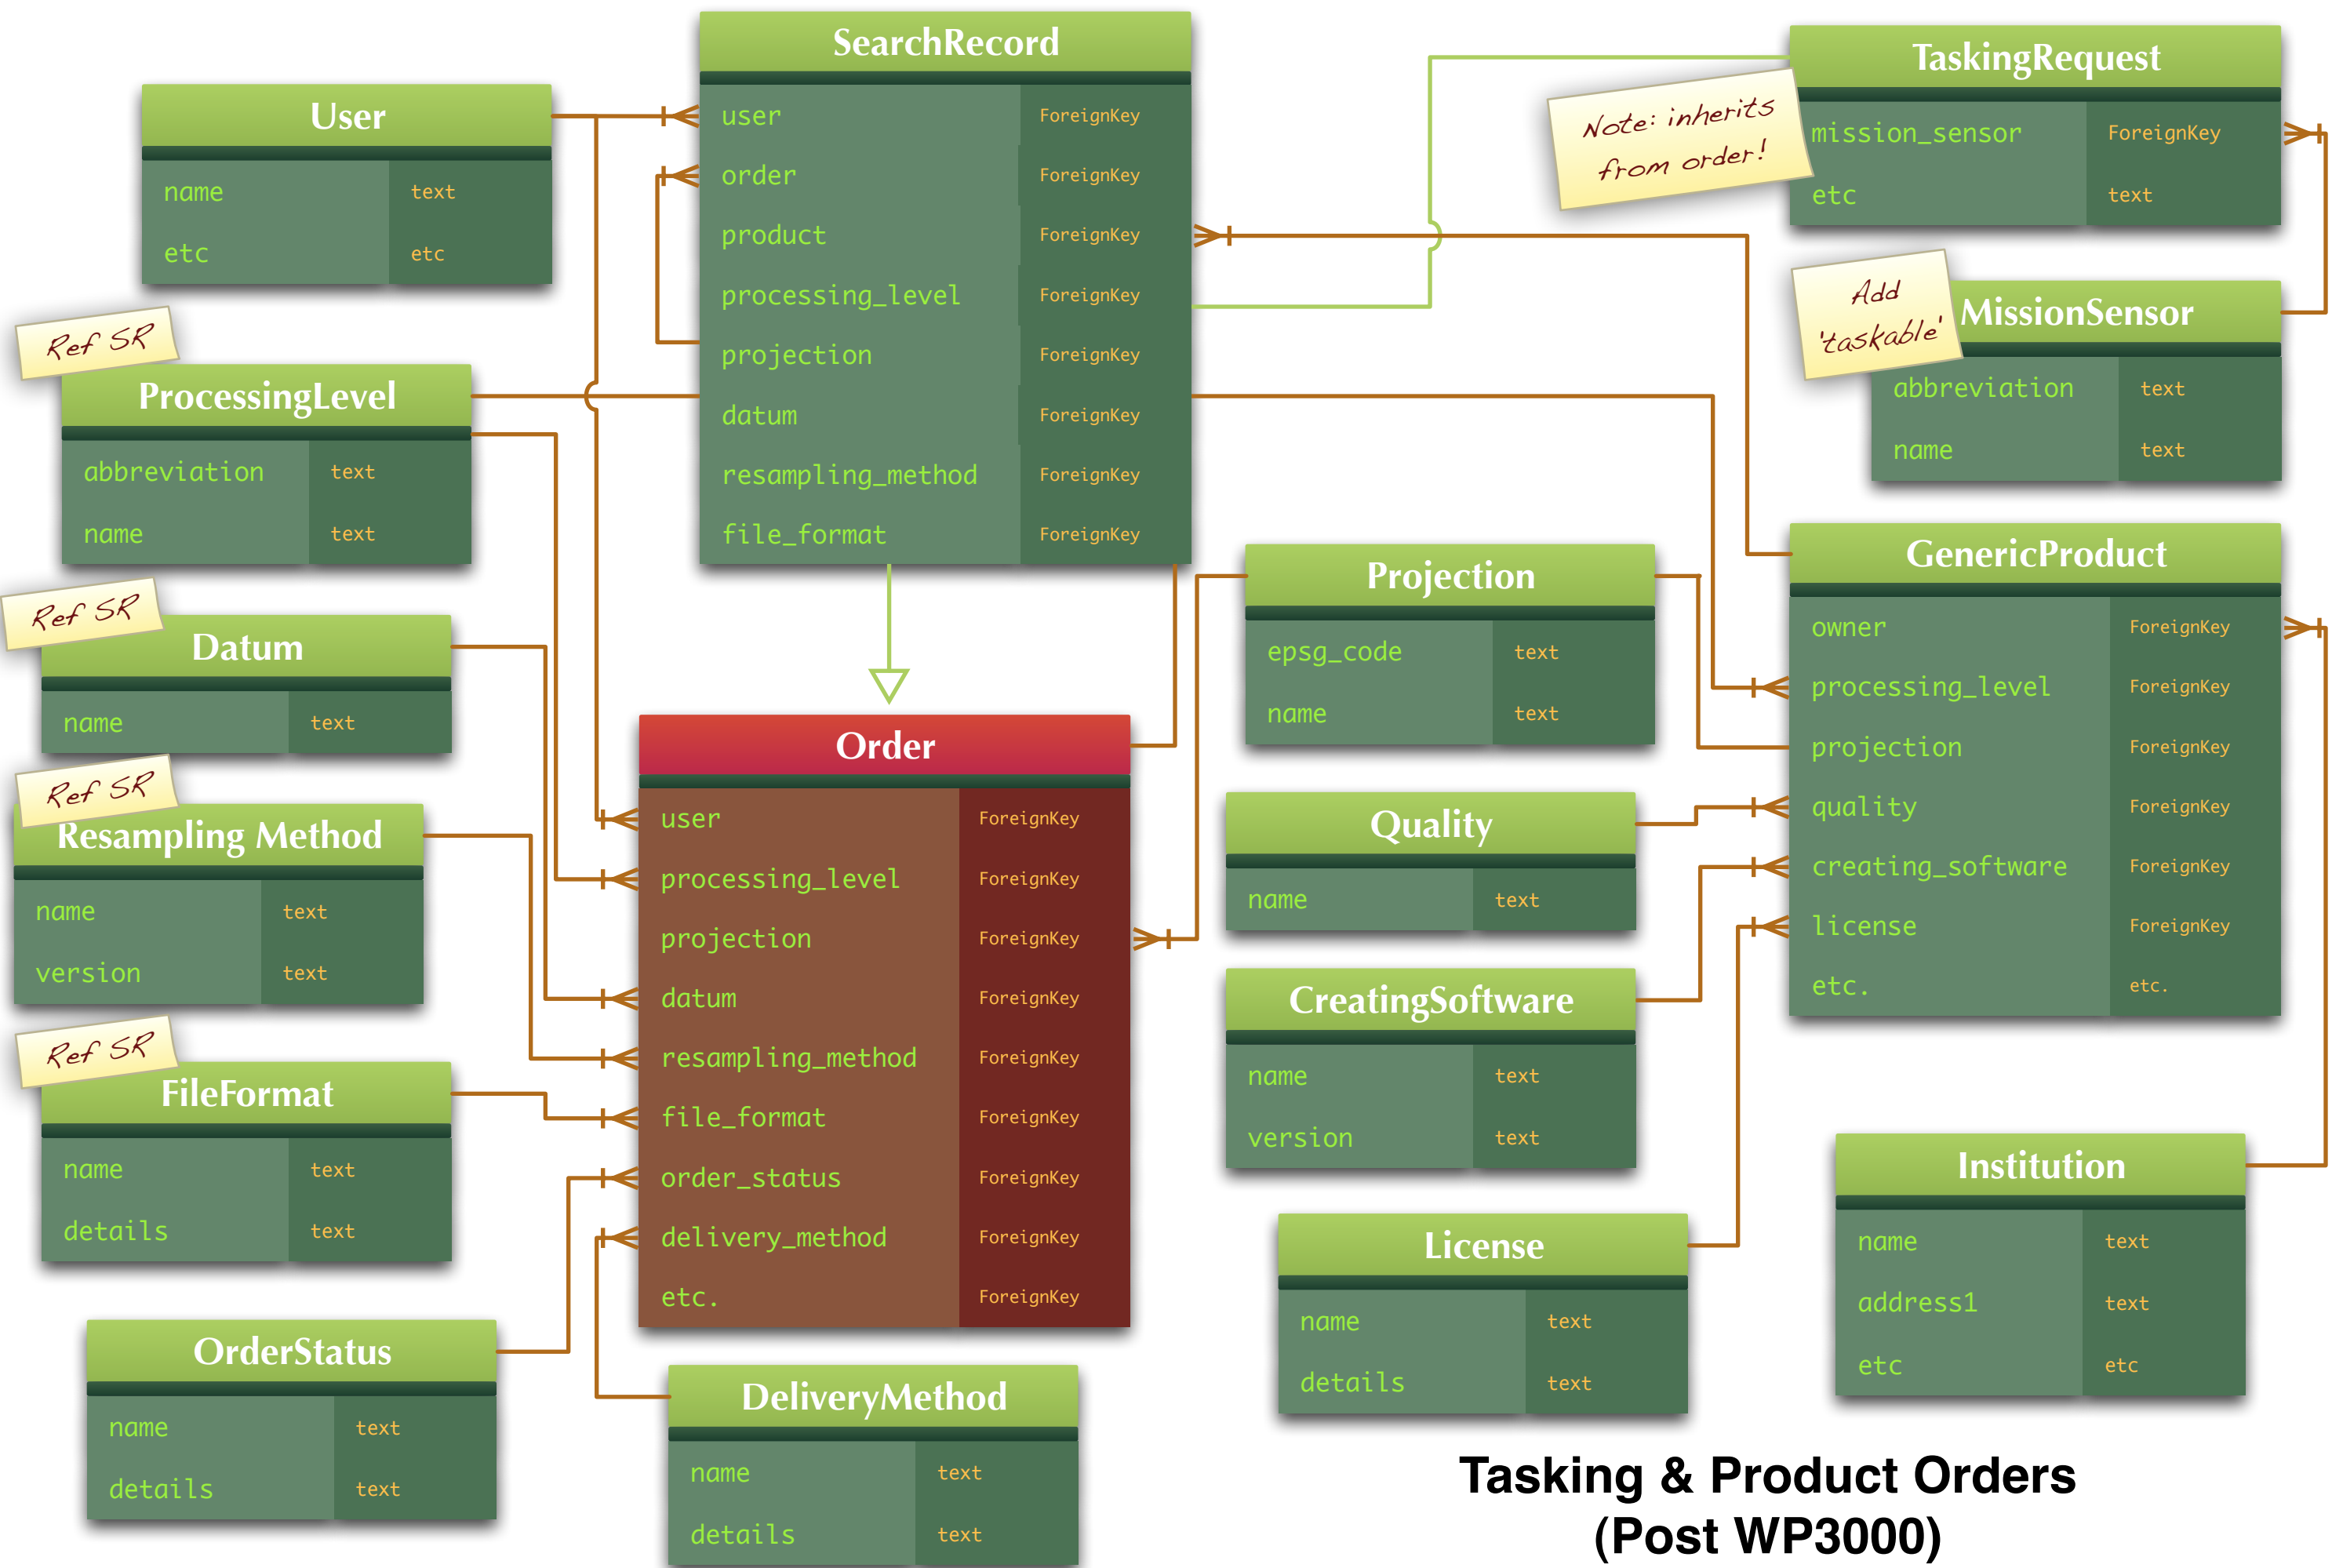 SearchRecord
user ForeignKey
order ForeignKey
product ForeignKey
processing_level ForeignKey
projection ForeignKey
datum ForeignKey
resampling_method ForeignKey
file_format ForeignKey
TaskingRequest
mission_sensor ForeignKey
etc text
Note: inherits
from order!
User
name text
etc etc
Add
'taskable'
MissionSensor
abbreviation text
name text
Ref SR
ProcessingLevel
abbreviation text
name text
Ref SR
Datum
name text
Ref SR
Resampling Method
name text
version text
Ref SR
FileFormat
name text
details text
OrderStatus
name text
details text
Order
user ForeignKey
processing_level ForeignKey
projection ForeignKey
datum ForeignKey
resampling_method ForeignKey
file_format ForeignKey
order_status ForeignKey
delivery_method ForeignKey
etc. ForeignKey
DeliveryMethod
name text
details text
Projection
epsg_code text
name text
Quality
name text
CreatingSoftware
name text
version text
License
name text
details text
GenericProduct
owner ForeignKey
processing_level ForeignKey
projection ForeignKey
quality ForeignKey
creating_software ForeignKey
license ForeignKey
etc. etc.
Institution
name text
address1 text
etc etc
Tasking & Product Orders
(Post WP3000)